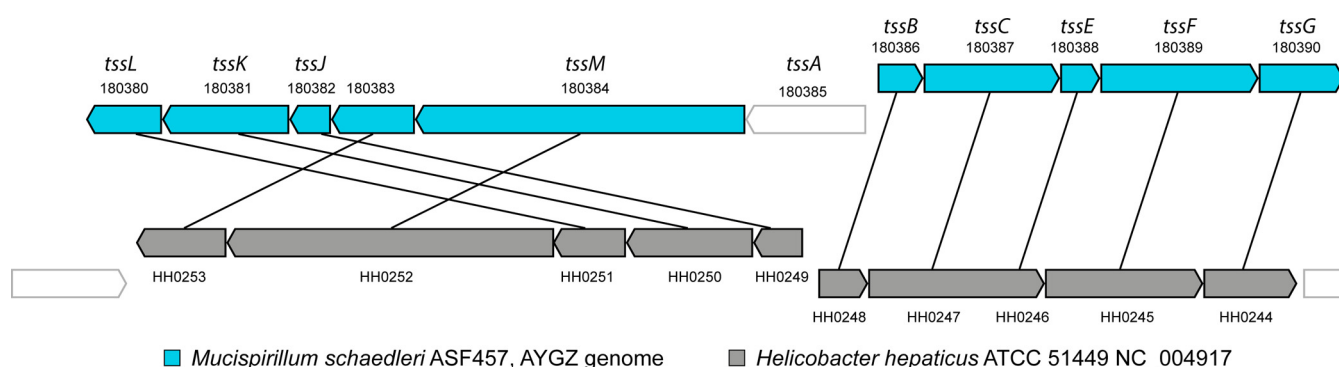 tssB tssC tssE tssF tssG
180386 180387 180388 180389 180390
tssL tssK tssJ tssM tssA
180380 180381 180382 180383 180384 180385
HH0253 HH0252 HH0251 HH0250 HH0249
HH0248 HH0247 HH0246 HH0245 HH0244
Mucispirillum schaedleri ASF457, AYGZ genome Helicobacter hepaticus ATCC 51449 NC_004917